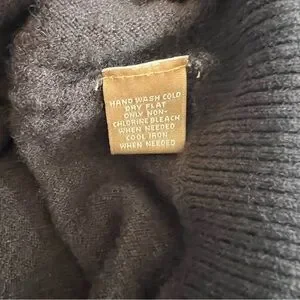 HAND WASH COLD
DRY FLAT
ONLY NON-
CHLORINE BLEACH
WHEN NEEDED
COOL IRON
WHEN NEEDED